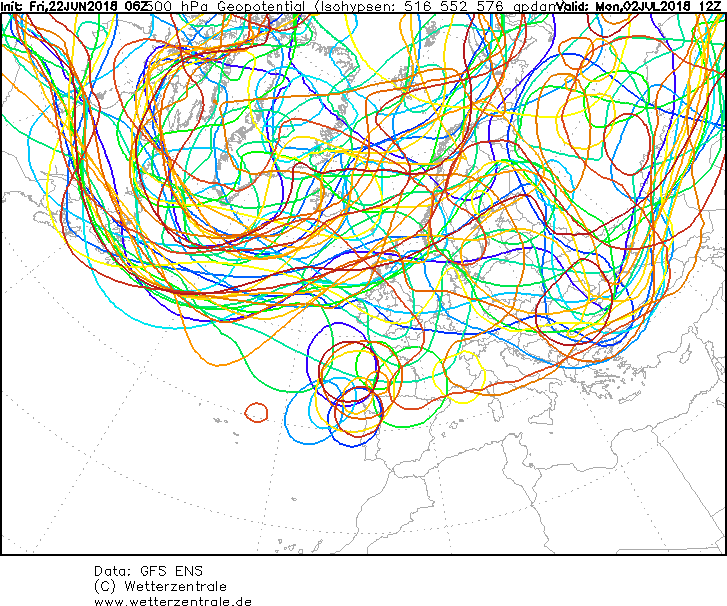 Init: Fri,22JUN2018 06Z 500 hPa Geopotential (Isohypsen: 516 552 576 gpdam Valid: Mon,02JUL2018 12Z
Data: GFS ENS
(C) Wetterzentrale
www.wetterzentrale.de